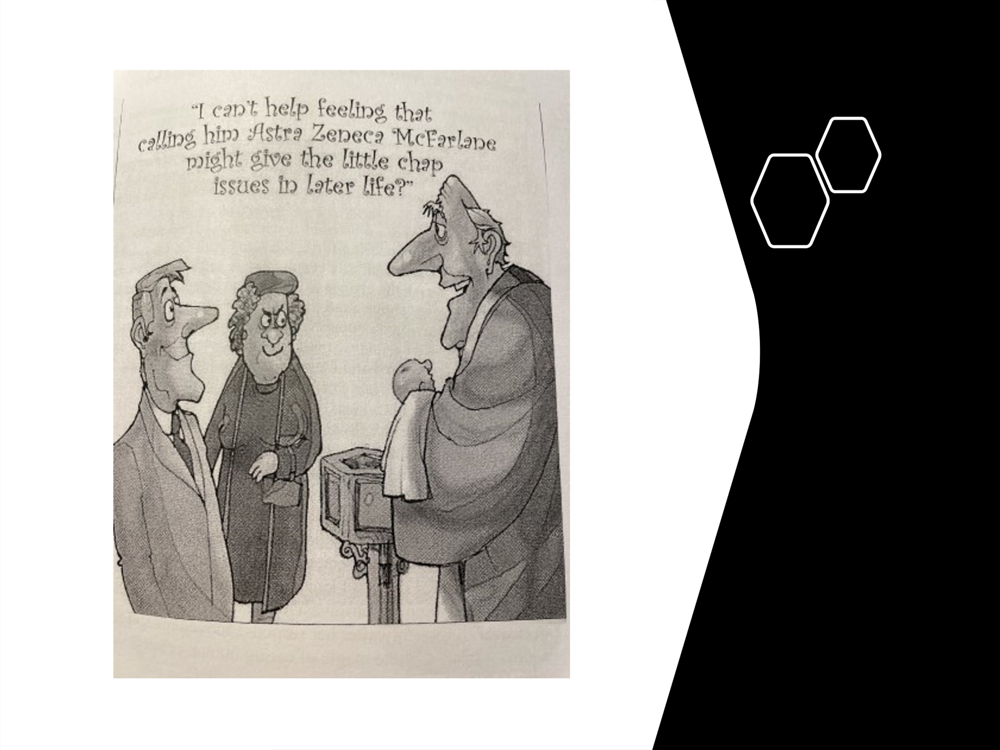 “I can't help feeling that
calling him Astra Zeneca McFarlane
might give the little chap
issues in later life?”